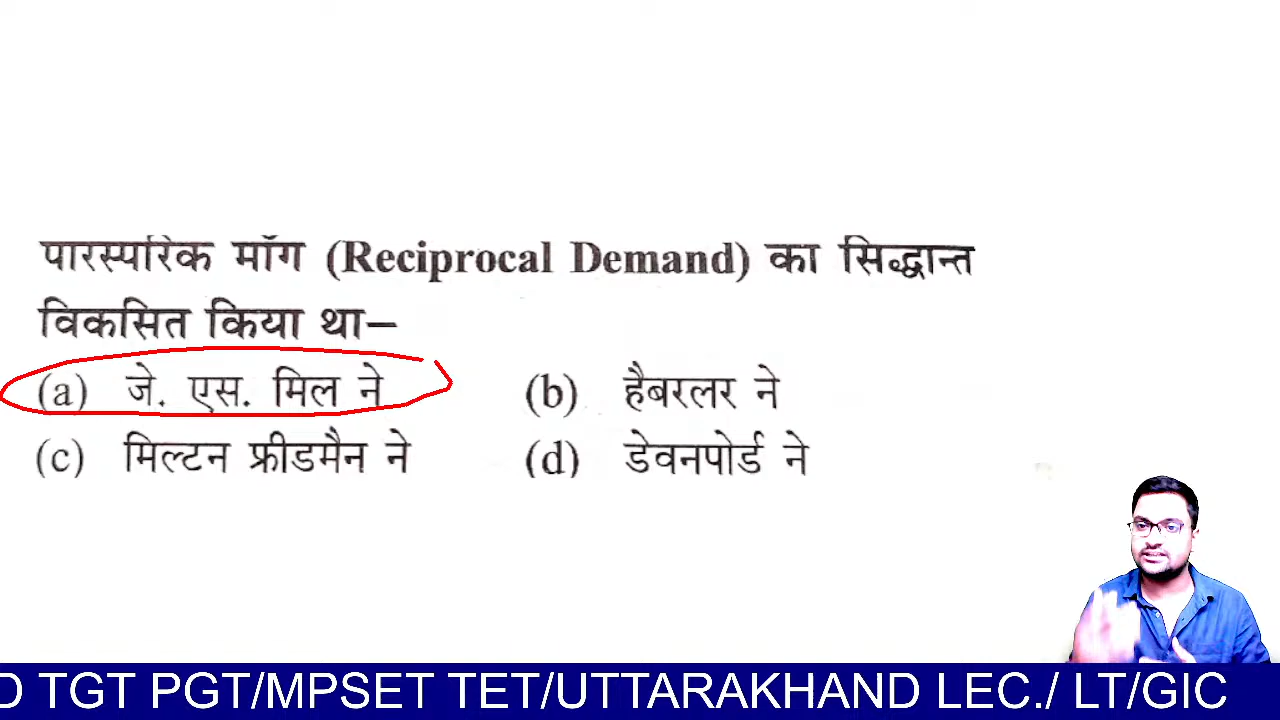 पारस्परिक माँग (Reciprocal Demand) का सिद्धान्त
विकसित किया था–
(a) जे. एस. मिल ने (b) हैबरलर ने
(c) मिल्टन फ्रीडमैन ने (d) डेवनपोर्ड ने
D TGT PGT/MPSET TET/UTTARAKHAND LEC./ LT/GIC